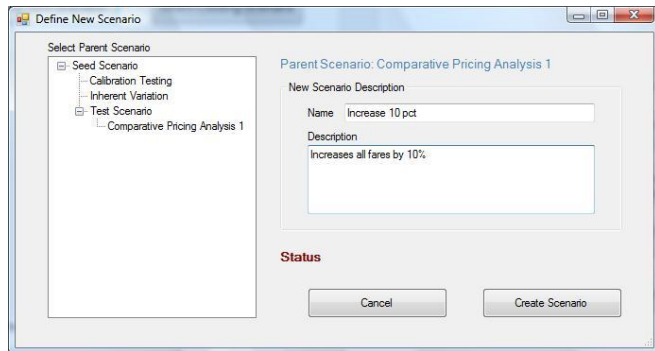 Define New Scenario
Select Parent Scenario
Seed Scenario
Calibration Testing
Inherent Variation
Test Scenario
Comparative Pricing Analysis 1
Parent Scenario: Comparative Pricing Analysis 1
New Scenario Description
Name Increase 10 pct
Description
Increases all fares by 10%
Status
Cancel Create Scenario